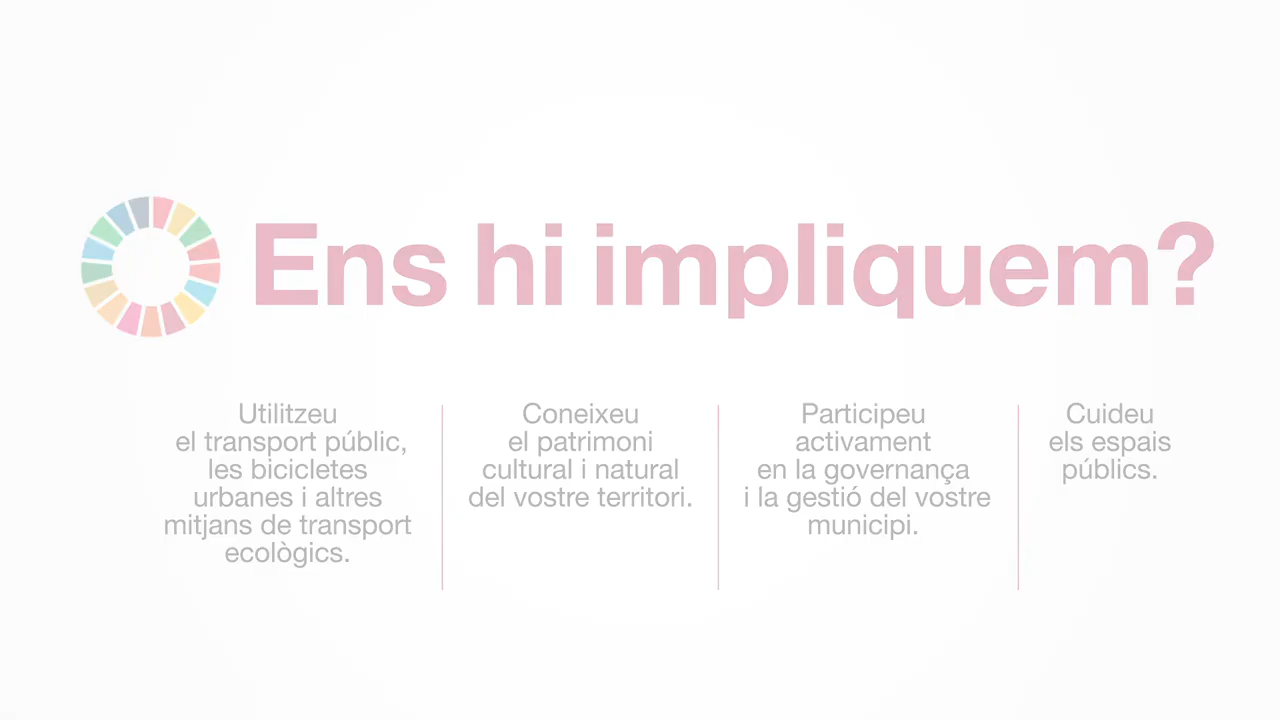 Ens hi impliquem?
Utilitzeu
el transport públic,
les bicicletes
urbanes i altres
mitjans de transport
ecològics.
Coneixeu
el patrimoni
cultural i natural
del vostre territori.
Participeu
activament
en la governança
i la gestió del vostre
municipi.
Cuideu
els espais
públics.